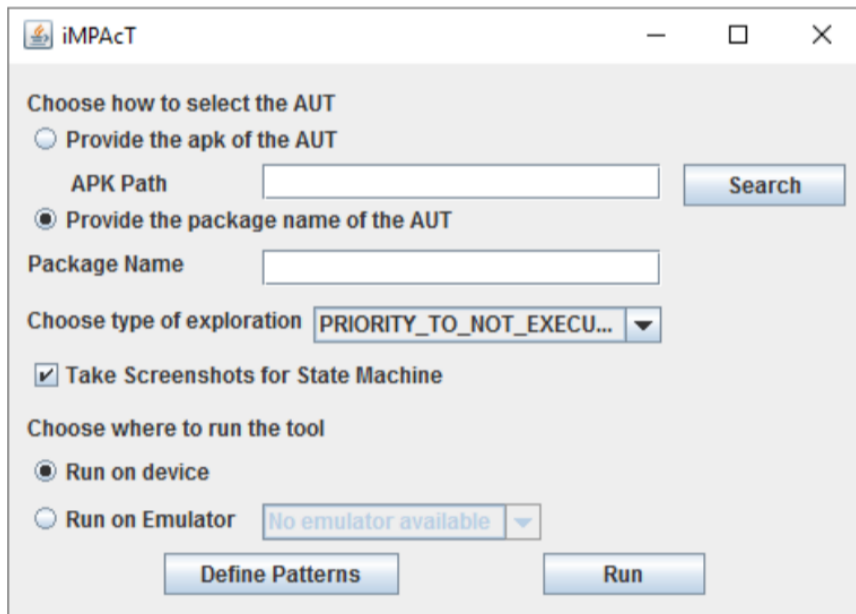 iMPAcT
Choose how to select the AUT
Provide the apk of the AUT
APK Path
Search
Provide the package name of the AUT
Package Name
Choose type of exploration PRIORITY_TO_NOT_EXECU...
Take Screenshots for State Machine
Choose where to run the tool
Run on device
Run on Emulator No emulator available
Define Patterns Run